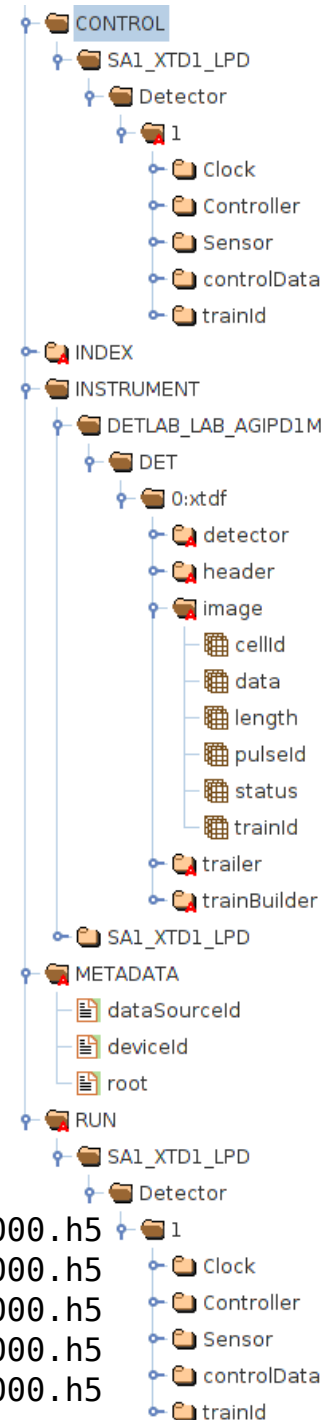 CONTROL
SA1_XTD1_LPD
Detector
1
Clock
Controller
Sensor
controlData
trainId
INDEX
INSTRUMENT
DETLAB_LAB_AGIPD1M
DET
0:xtdf
detector
header
image
cellId
data
length
pulseId
status
trainId
trailer
trainBuilder
SA1_XTD1_LPD
METADATA
dataSourceId
deviceId
root
RUN
SA1_XTD1_LPD
Detector
000.h5 1
000.h5 Clock
000.h5 Controller
000.h5 Sensor
000.h5 controlData
trainId